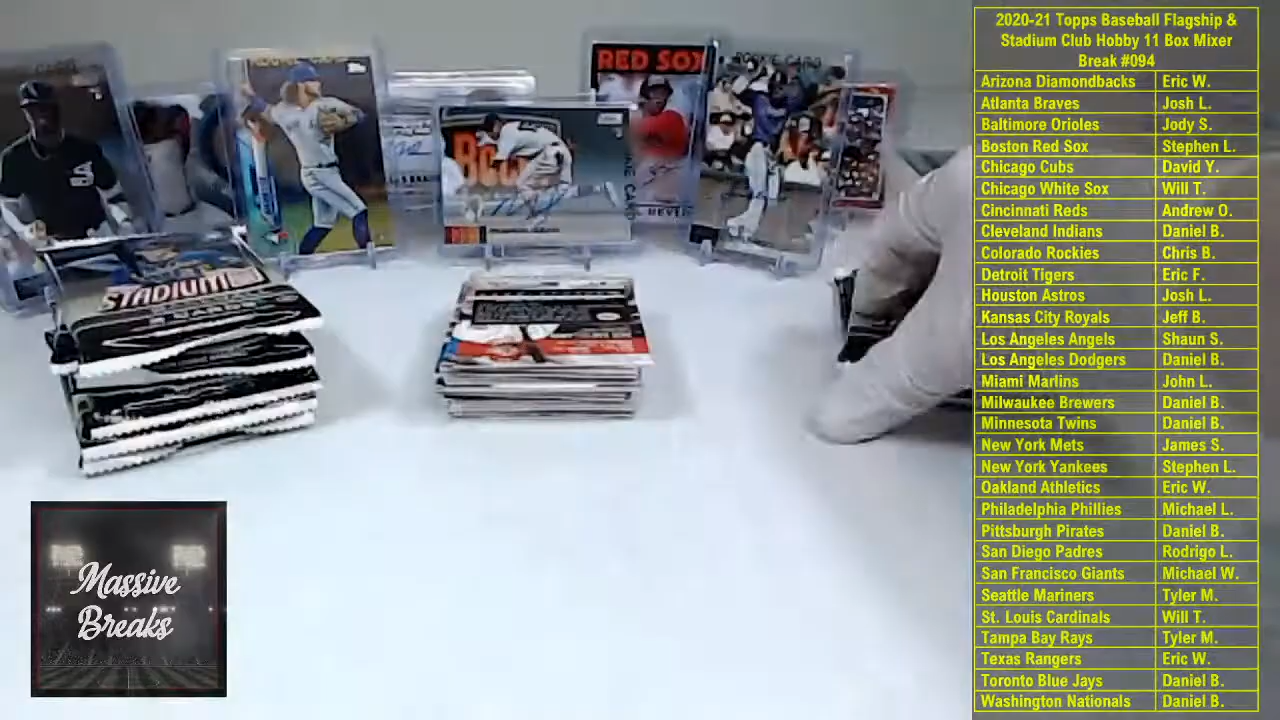 RED SOX
STADIUM
Massive
Breaks
2020-21 Topps Baseball Flagship &
Stadium Club Hobby 11 Box Mixer
Break #094
Arizona Diamondbacks Eric W.
Atlanta Braves Josh L.
Baltimore Orioles Jody S.
Boston Red Sox Stephen L.
Chicago Cubs David Y.
Chicago White Sox Will T.
Cincinnati Reds Andrew O.
Cleveland Indians Daniel B.
Colorado Rockies Chris B.
Detroit Tigers Eric F.
Houston Astros Josh L.
Kansas City Royals Jeff B.
Los Angeles Angels Shaun S.
Los Angeles Dodgers Daniel B.
Miami Marlins John L.
Milwaukee Brewers Daniel B.
Minnesota Twins Daniel B.
New York Mets James S.
New York Yankees Stephen L.
Oakland Athletics Eric W.
Philadelphia Phillies Michael L.
Pittsburgh Pirates Daniel B.
San Diego Padres Rodrigo L.
San Francisco Giants Michael W.
Seattle Mariners Tyler M.
St. Louis Cardinals Will T.
Tampa Bay Rays Tyler M.
Texas Rangers Eric W.
Toronto Blue Jays Daniel B.
Washington Nationals Daniel B.